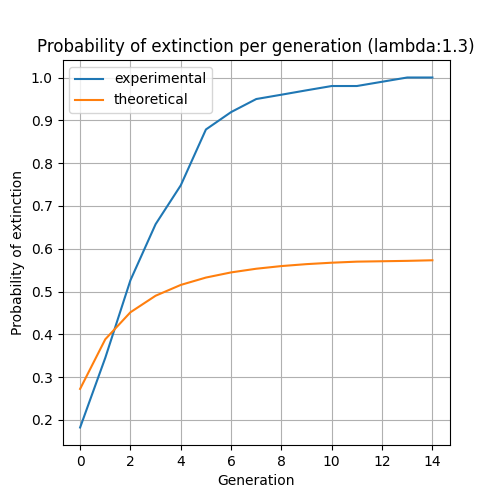 Probability of extinction per generation (lambda:1.3)
experimental
theoretical
Probability of extinction
1.0
0.9
0.8
0.7
0.6
0.5
0.4
0.3
0.2
0 2 4 6 8 10 12 14
Generation